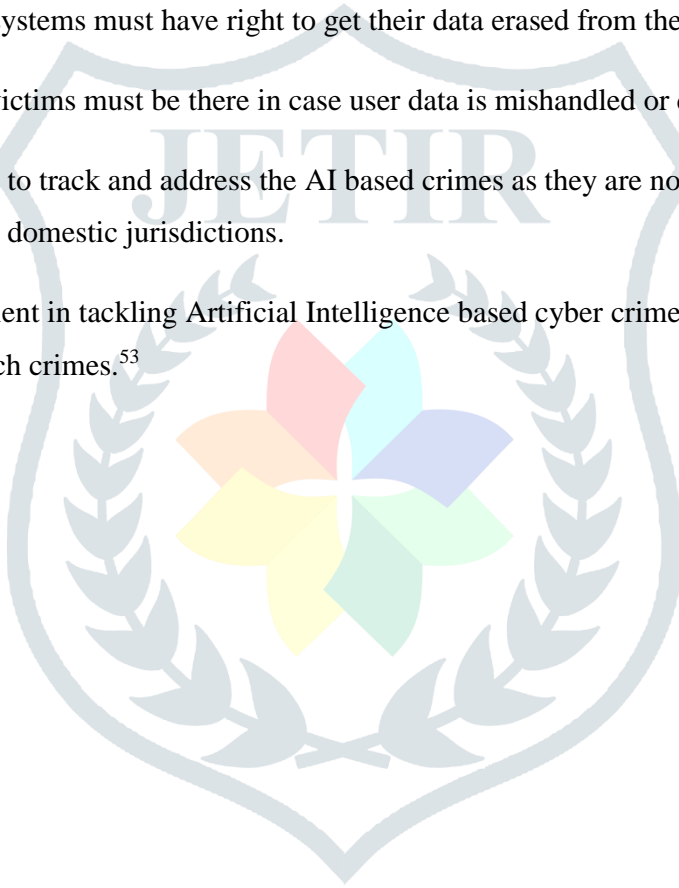 ystems must have right to get their data erased from the
victims must be there in case user data is mishandled or
JETIR
to track and address the AI based crimes as they are no
domestic jurisdictions.
ent in tackling Artificial Intelligence based cyber crime
ch crimes.53